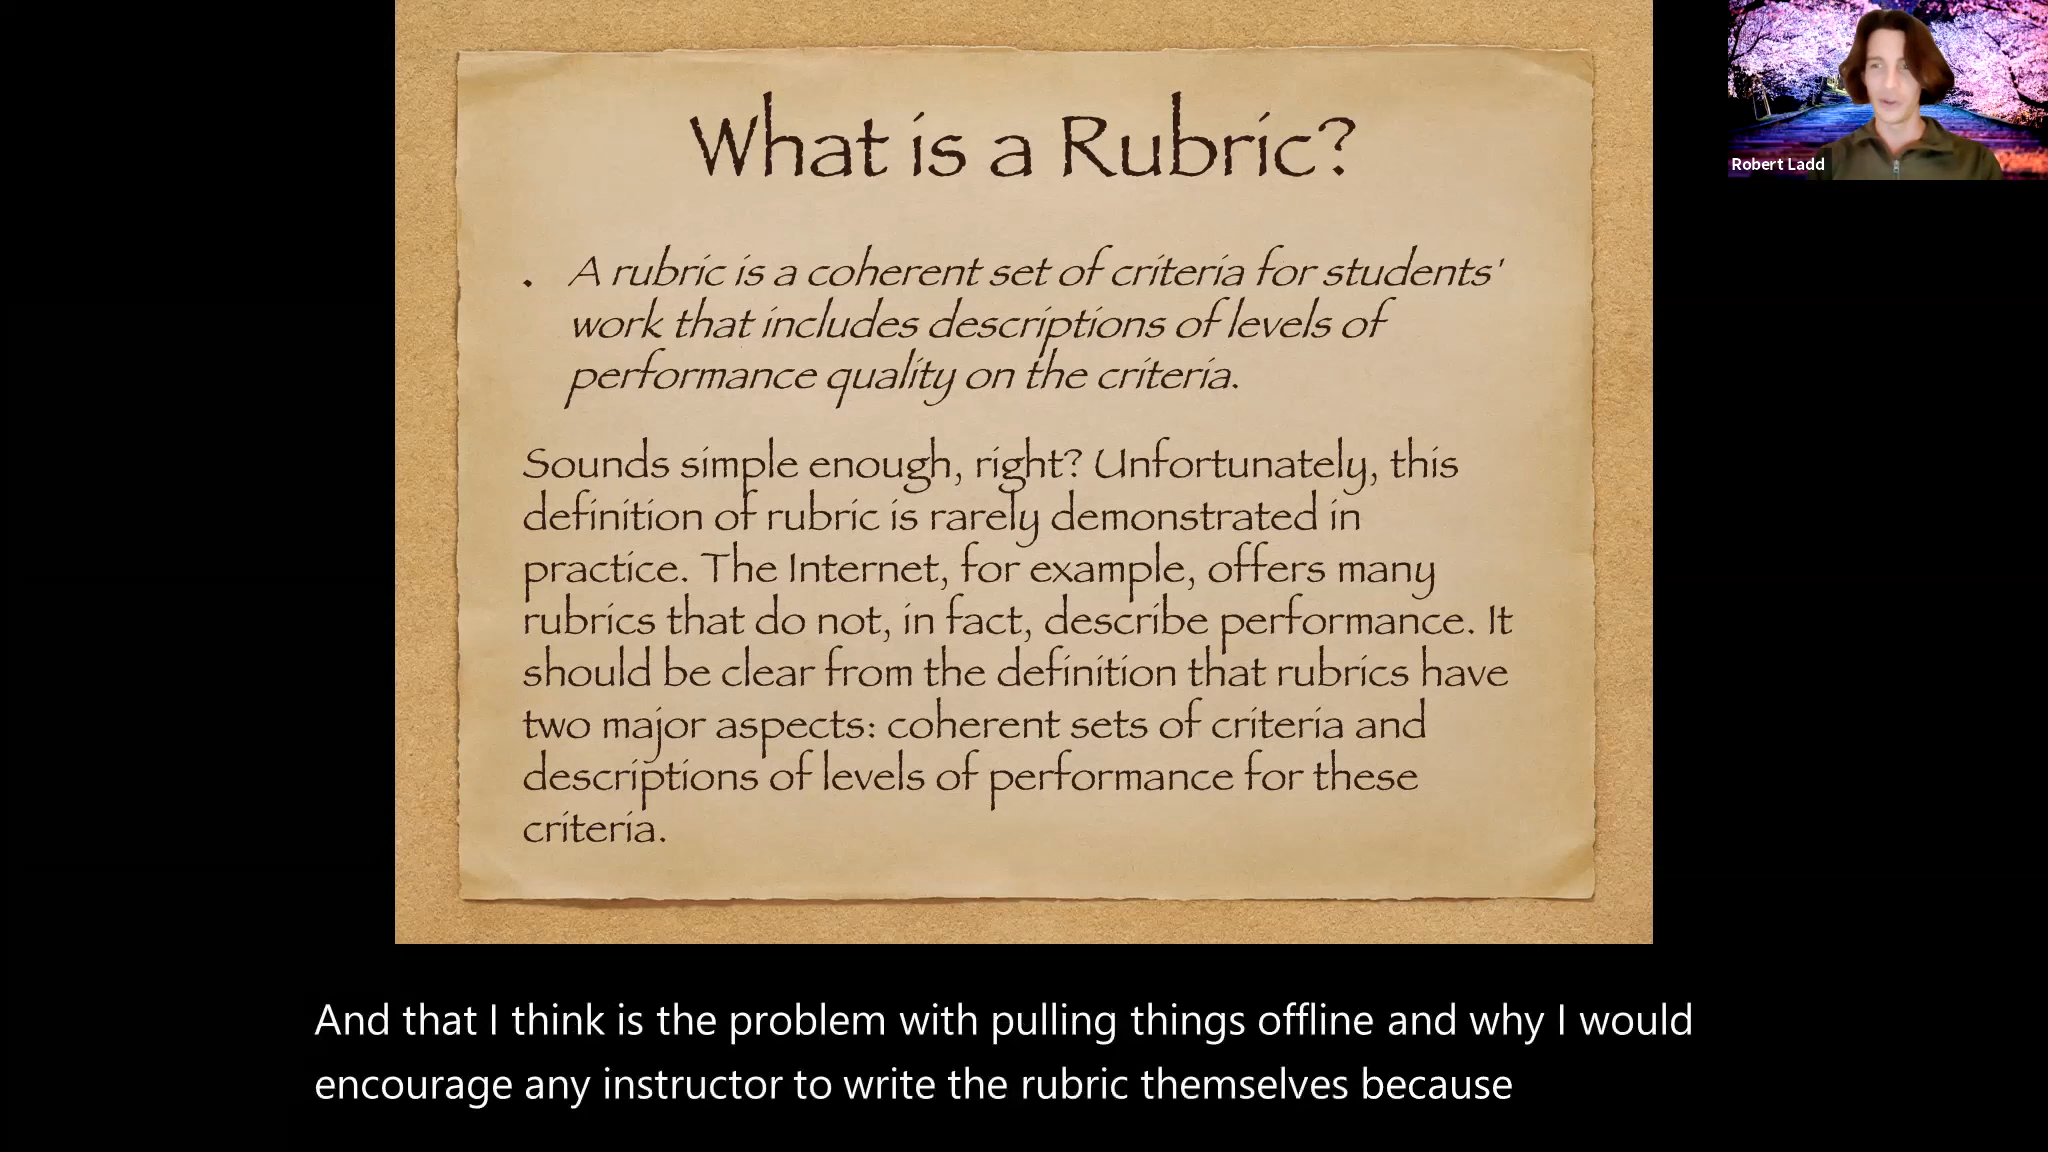 What is a Rubric?
Robert Ladd
. A rubric is a coherent set of criteria for students'
work that includes descriptions of levels of
performance quality on the criteria.
Sounds simple enough, right? Unfortunately, this
definition of rubric is rarely demonstrated in
practice. The Internet, for example, offers many
rubrics that do not, in fact, describe performance. It
should be clear from the definition that rubrics have
two major aspects: coherent sets of criteria and
descriptions of levels of performance for these
criteria.
And that I think is the problem with pulling things offline and why I would
encourage any instructor to write the rubric themselves because